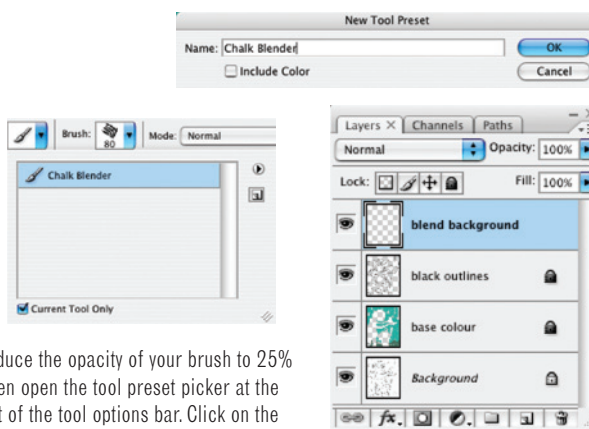 New Tool Preset
Name: Chalk Blender
OK
Include Color
Cancel
Brush: 80 Mode: Normal
Chalk Blender
Current Tool Only
Layers × Channels Paths
Normal Opacity: 100%
Lock: Fill: 100%
blend background
black outlines
base colour
Background
duce the opacity of your brush to 25%
en open the tool preset picker at the
t of the tool options bar. Click on the